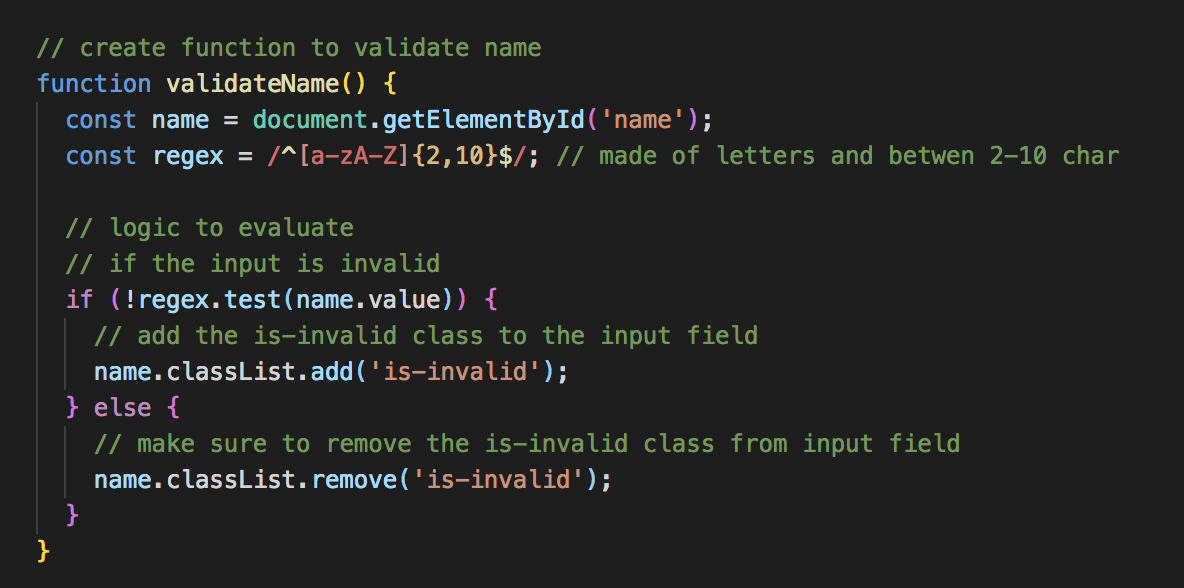 // create function to validate name
function validateName() {
  const name = document.getElementById('name');
  const regex = /^[a-zA-Z]{2,10}$/; // made of letters and betwen 2-10 char

  // logic to evaluate
  // if the input is invalid
  if (!regex.test(name.value)) {
    // add the is-invalid class to the input field
    name.classList.add('is-invalid');
  } else {
    // make sure to remove the is-invalid class from input field
    name.classList.remove('is-invalid');
  }
}